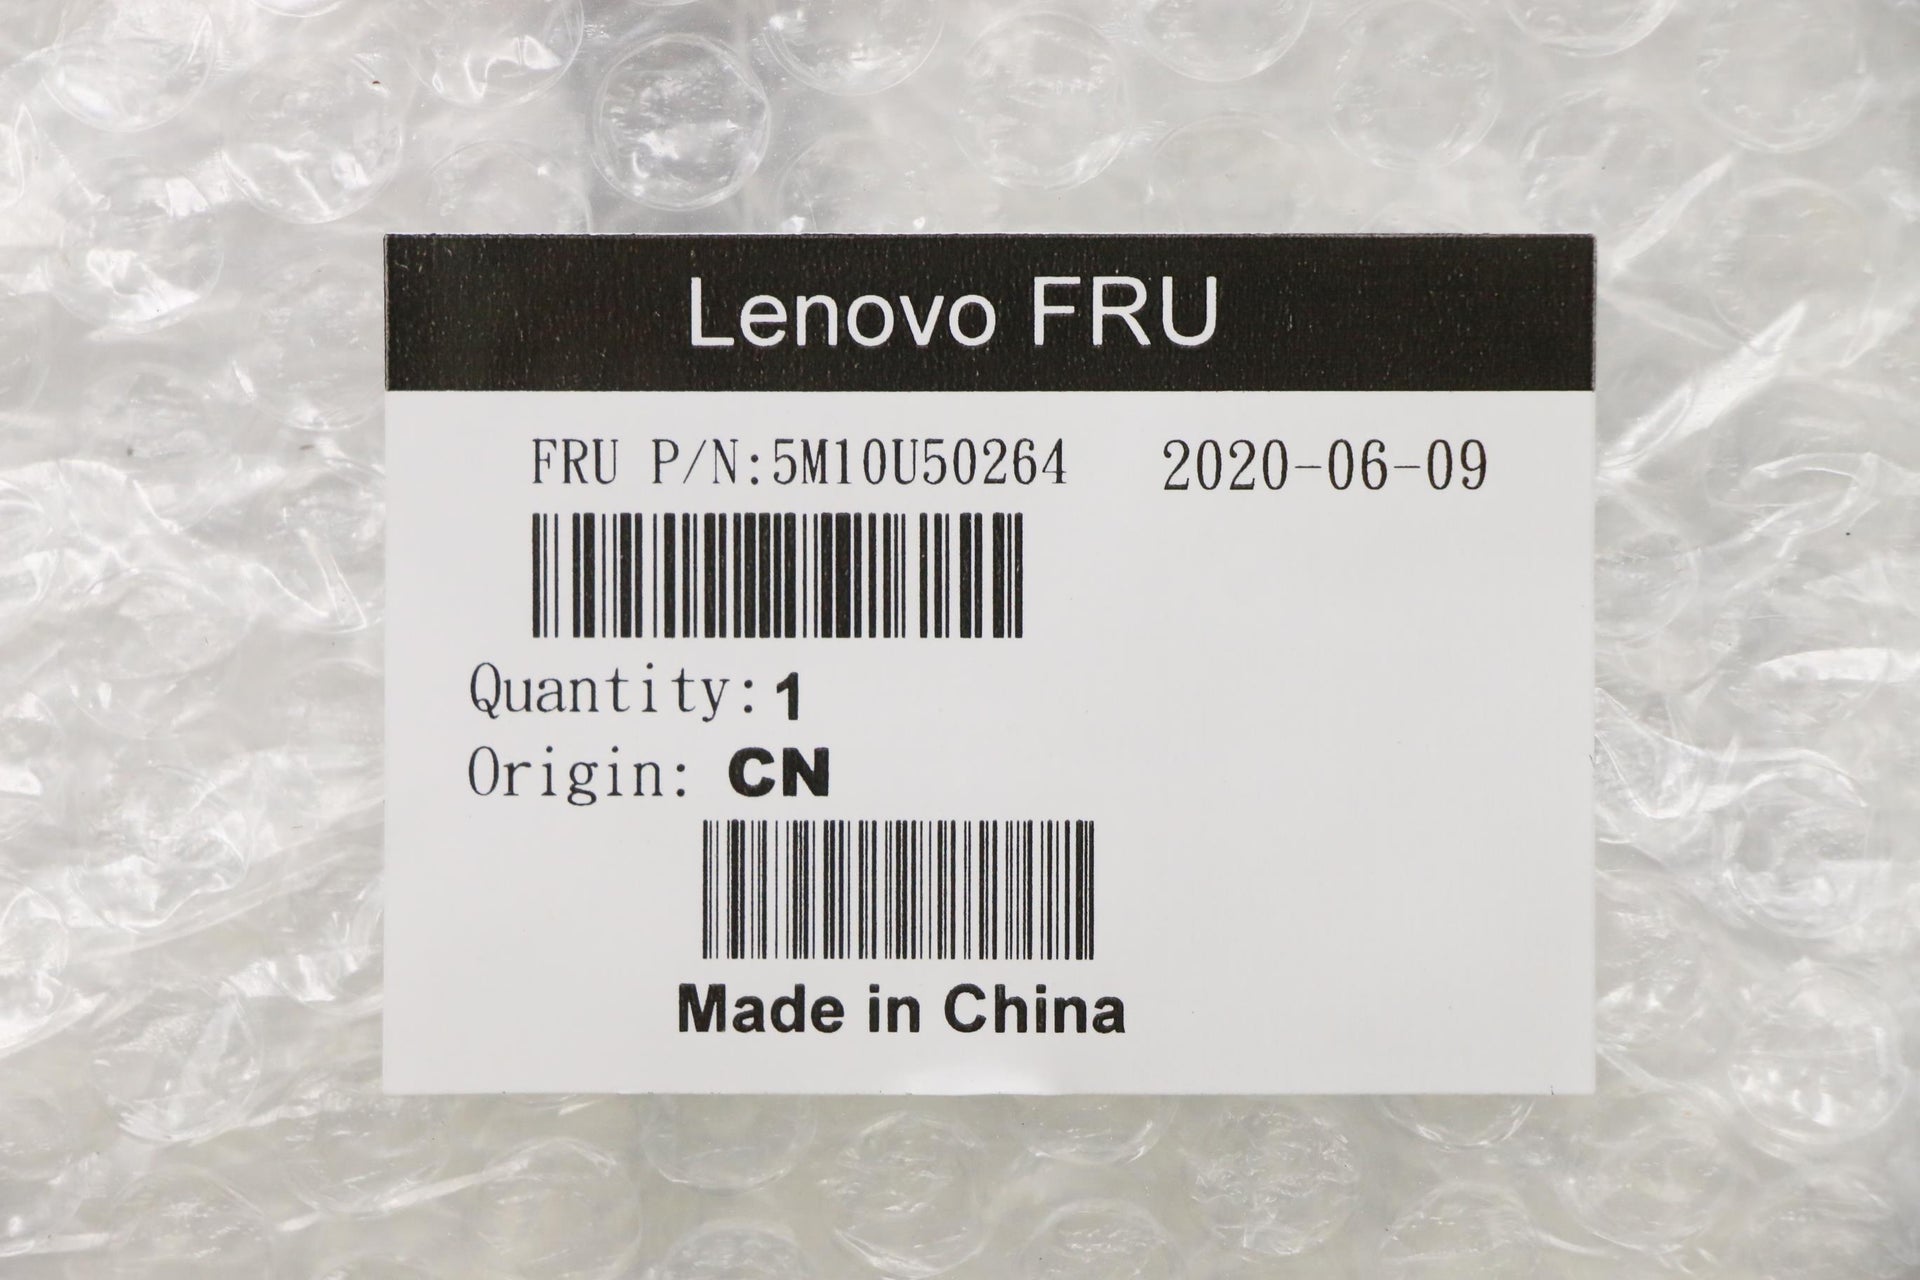 Lenovo FRU
FRU P/N:5M10U50264 2020-06-09
Quantity:1
Origin: CN
Made in China